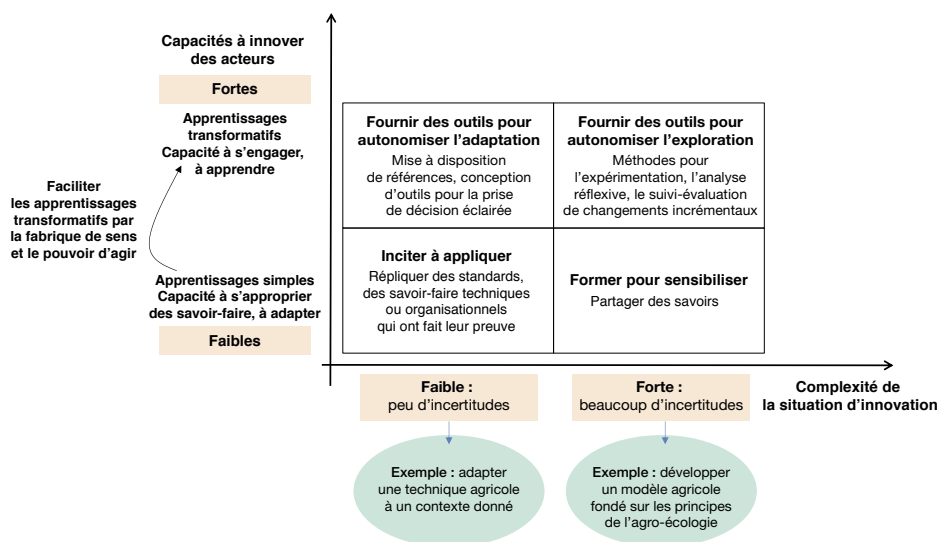 Capacités à innover
des acteurs
Fortes
Apprentissages
transformatifs
Capacité à s'engager,
à apprendre
Faciliter
les apprentissages
transformatifs par
la fabrique de sens
et le pouvoir d'agir
Apprentissages simples
Capacité à s'approprier
des savoir-faire, à adapter
Faibles
Fournir des outils pour
autonomiser l'adaptation
Mise à disposition
de références, conception
d'outils pour la prise
de décision éclairée
Fournir des outils pour
autonomiser l'exploration
Méthodes pour
l'expérimentation, l'analyse
réflexive, le suivi-évaluation
de changements incrémentaux
Inciter à appliquer
Répliquer des standards,
des savoir-faire techniques
ou organisationnels
qui ont fait leur preuve
Former pour sensibiliser
Partager des savoirs
Faible :
peu d'incertitudes
Forte :
beaucoup d'incertitudes
Complexité de
la situation d'innovation
Exemple : adapter
une technique agricole
à un contexte donné
Exemple : développer
un modèle agricole
fondé sur les principes
de l'agro-écologie